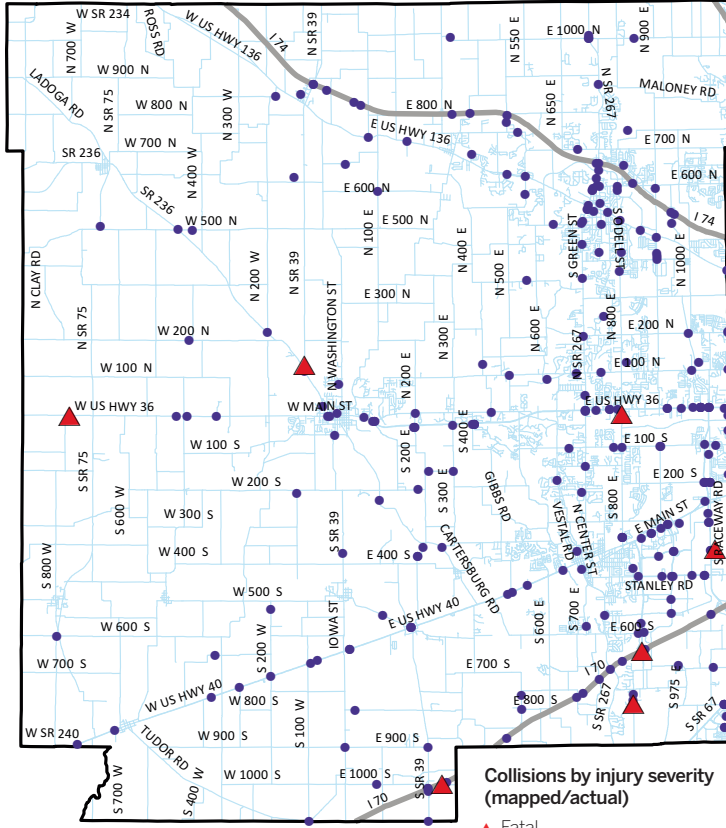 W SR 234
N 700 W
ROSS RD
W US HWY 136
I 74
N SR 39
N 550 E
E 1000 N
N 900 E
W 900 N
LADOGA RD
N SR 75
W 800 N
N 300 W
E 800 N
N 650 E
N SR 267
MALONEY RD
W 700 N
E US HWY 136
E 700 N
SR 236
N 400 W
E 600 N
E 600 N
SR 236
W 500 N
N 100 E
E 500 N
N 400 E
S GREEN ST
S ODELL ST
I 74
N CLAY RD
N 200 W
N SR 39
N 500 E
N 1000 E
E 300 N
N SR 75
W 200 N
N WASHINGTON ST
N 300 E
N 600 E
N SR 267
N 800 E
E 200 N
W 100 N
N 200 E
E 100 N
W US HWY 36
W MAIN ST
E US HWY 36
W 100 S
S 200 E
S 400 E
E 100 S
S SR 75
W 200 S
S 300 E
GIBBS RD
S 800 E
E 200 S
S 600 W
W 300 S
S SR 39
CARTERSBURG RD
VESTAL RD
N CENTER ST
E MAIN ST
S RACEWAY RD
W 400 S
E 400 S
S 800 W
W 500 S
STANLEY RD
W 600 S
S 200 W
IOWA ST
E US HWY 40
S 600 E
S 700 E
E 600 S
W 700 S
E 700 S
I 70
W US HWY 40
W 800 S
E 800 S
S SR 267
S 975 E
S SR 67
W SR 240
TUDOR RD
W 900 S
S 100 W
E 900 S
S 700 W
S 400 W
W 1000 S
E 1000 S
S SR 39
I 70
Collisions by injury severity
(mapped/actual)
Fatal